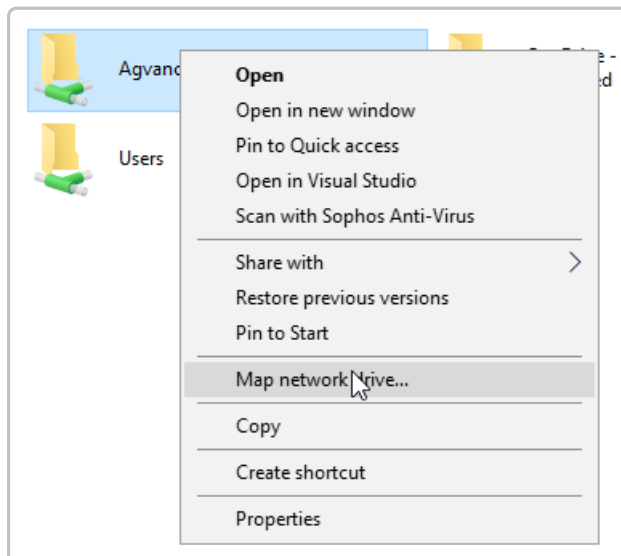 Agvanc
Users
ed
Open
Open in new window
Pin to Quick access
Open in Visual Studio
Scan with Sophos Anti-Virus
Share with
Restore previous versions
Pin to Start
Map network drive...
Copy
Create shortcut
Properties